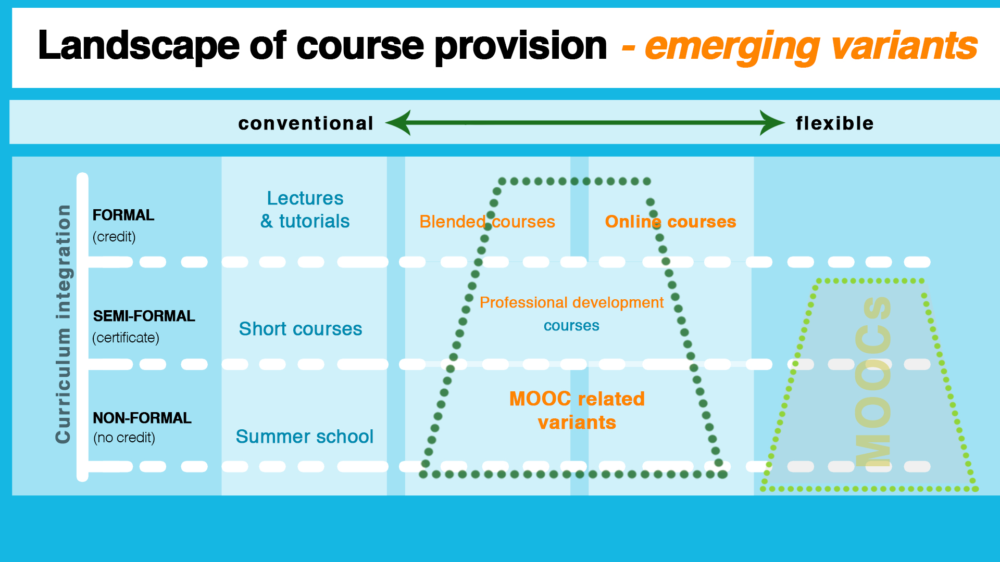 Landscape of course provision - emerging variants
conventional
flexible
Curriculum integration
FORMAL
(credit)
Lectures
& tutorials
Blended courses
Online courses
SEMI-FORMAL
(certificate)
Short courses
Professional development
courses
NON-FORMAL
(no credit)
Summer school
MOOC related
variants
MOOCs